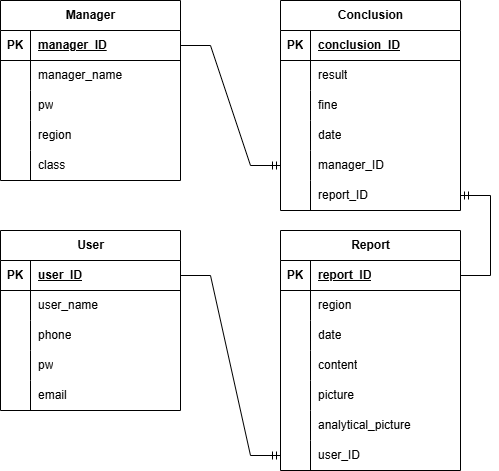 Manager
PK manager_ID
manager_name
pw
region
class
Conclusion
PK conclusion_ID
result
fine
date
manager_ID
report_ID
User
PK user_ID
user_name
phone
pw
email
Report
PK report_ID
region
date
content
picture
analytical_picture
user_ID